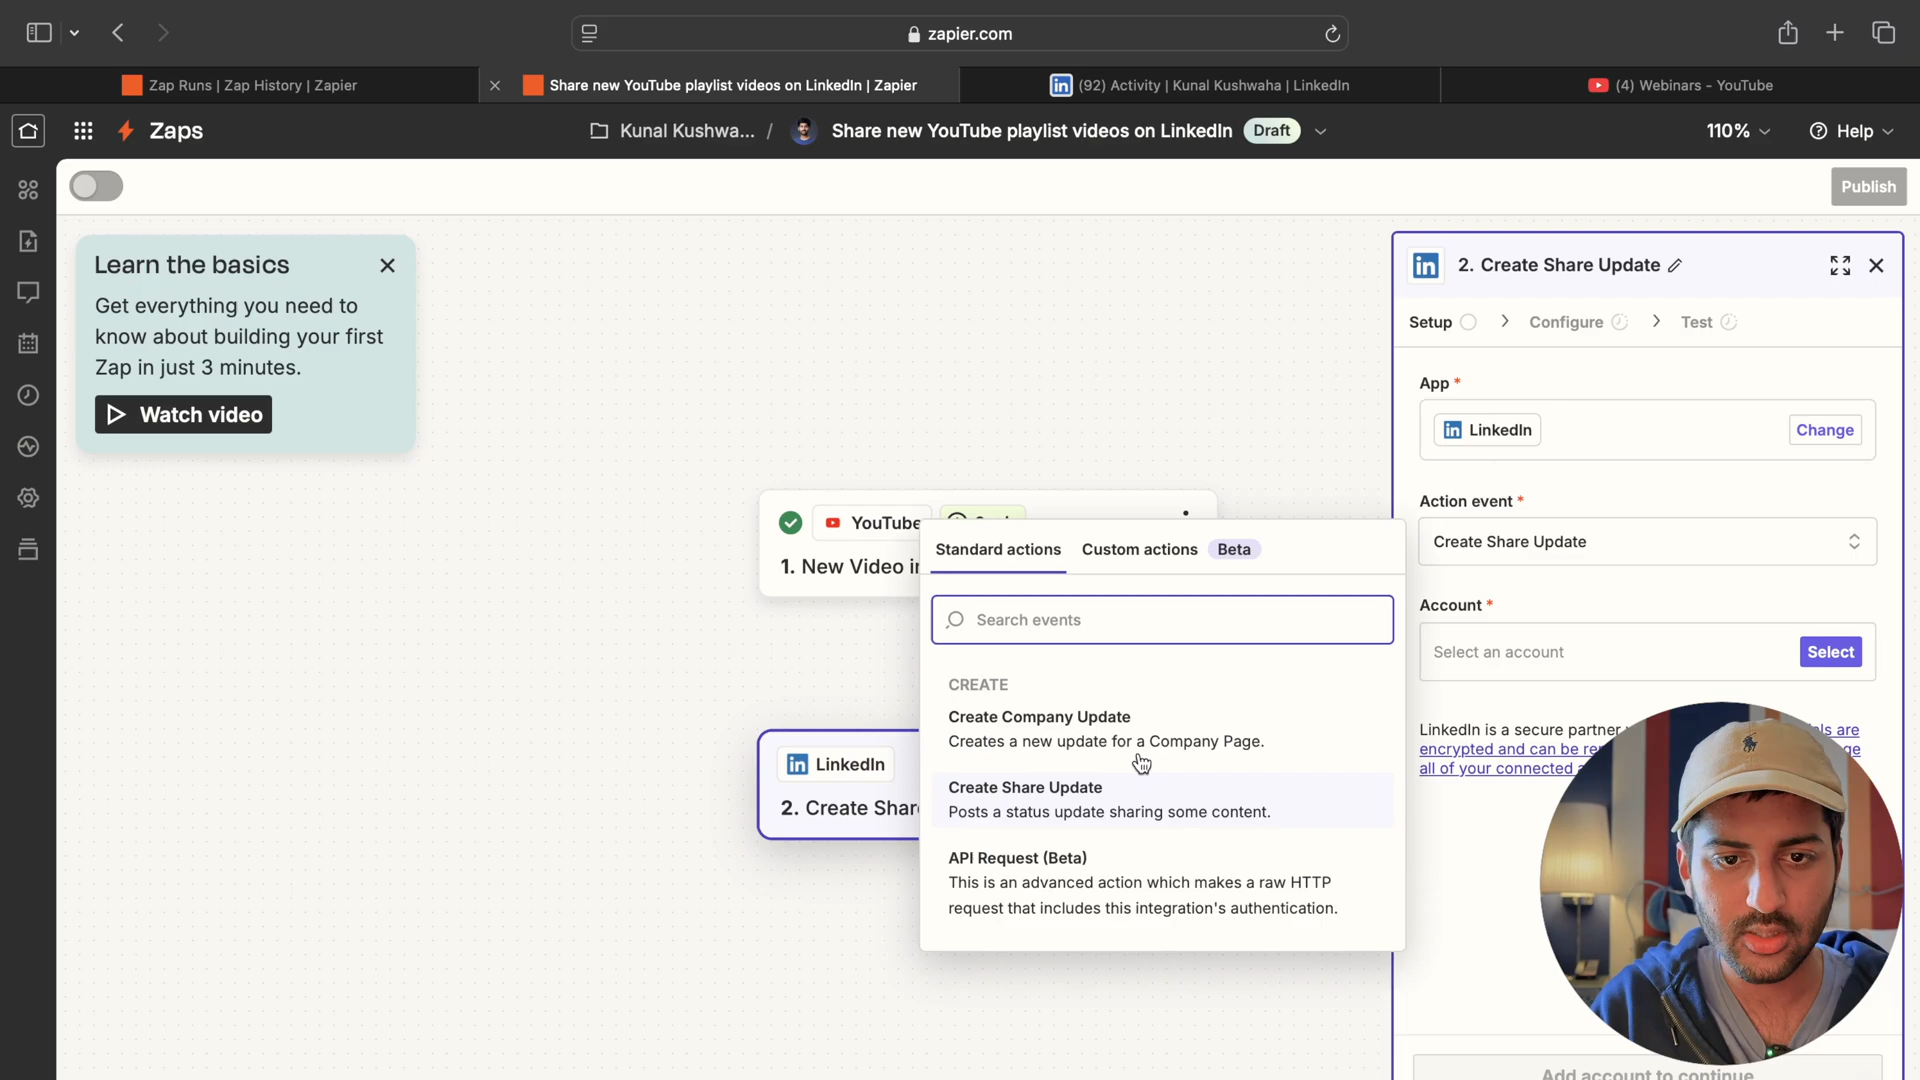 zapier.com
Zap Runs | Zap History | Zapier
Share new YouTube playlist videos on LinkedIn | Zapier
(92) Activity | Kunal Kushwaha | LinkedIn
(4) Webinars - YouTube
Zaps
Kunal Kushwa... / Share new YouTube playlist videos on LinkedIn Draft
110%
Help
Publish
Learn the basics
Get everything you need to
know about building your first
Zap in just 3 minutes.
Watch video
YouTube
1. New Video in
LinkedIn
2. Create Shar
Standard actions
Custom actions Beta
Search events
CREATE
Create Company Update
Creates a new update for a Company Page.
Create Share Update
Posts a status update sharing some content.
API Request (Beta)
This is an advanced action which makes a raw HTTP
request that includes this integration's authentication.
2. Create Share Update
Setup
Configure
Test
App *
LinkedIn
Change
Action event *
Create Share Update
Account *
Select an account
Select
LinkedIn is a secure partner
encrypted and can be
all of your connected
Add account to continue